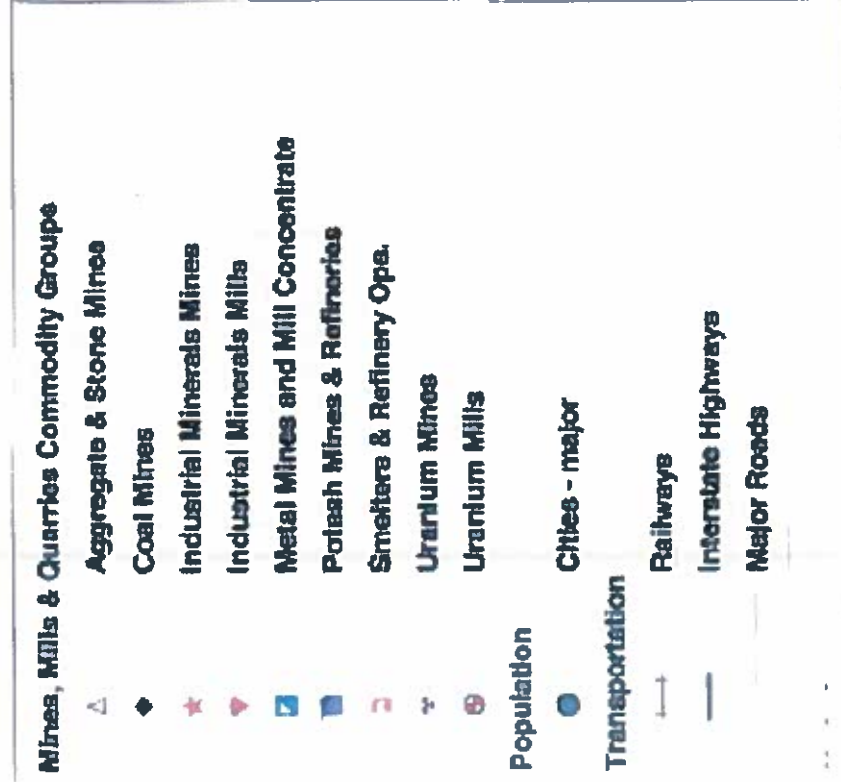 Mines, Mills & Quarries Commodity Groups
Aggregate & Stone Mines
Coal Mines
Industrial Minerals Mines
Industrial Minerals Mills
Metal Mines and Mill Concentrate
Potash Mines & Refineries
Smelters & Refinery Ops.
Uranium Mines
Uranium Mills
Population
Cities - major
Transportation
Railways
Interstate Highways
Major Roads